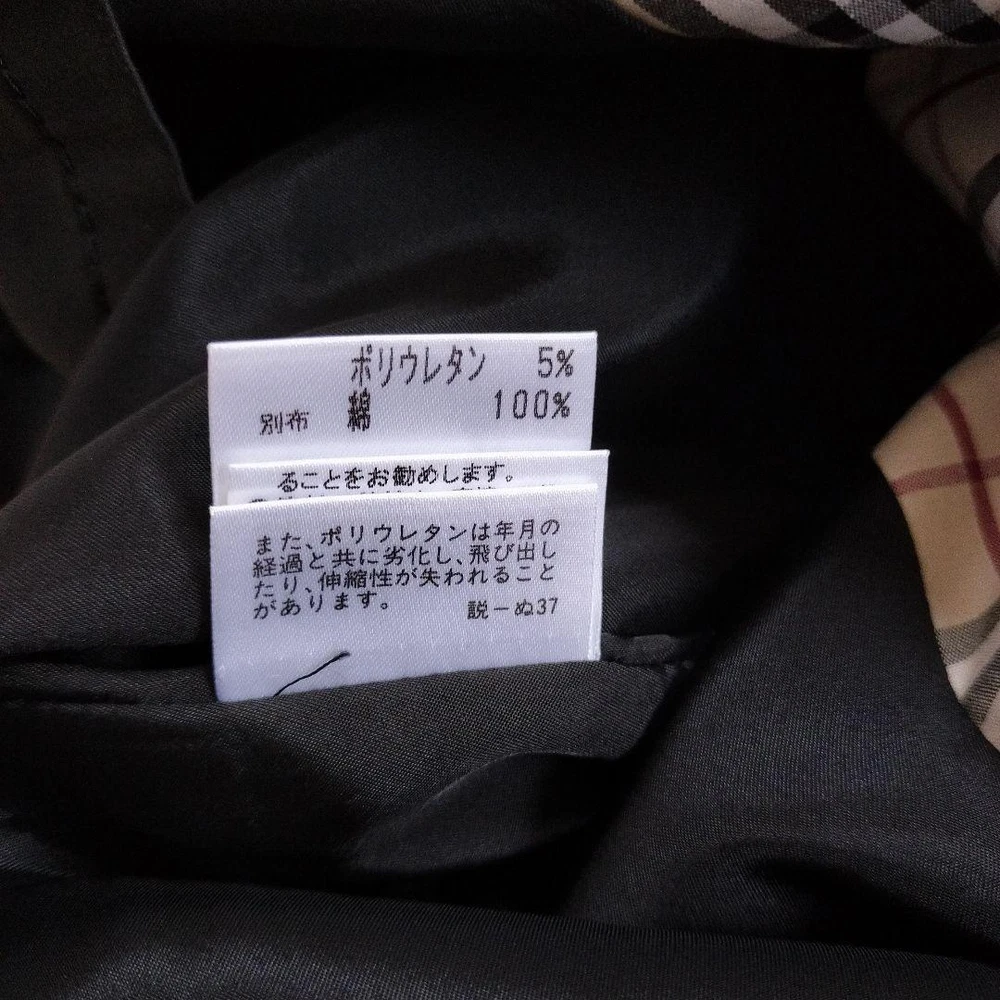 ポリウレタン 5%
別布 綿 100%
ることをお勧めします。
また、ポリウレタンは年月の
経過と共に劣化し、飛び出し
たり、伸縮性が失われること
があります。 説ーぬ37